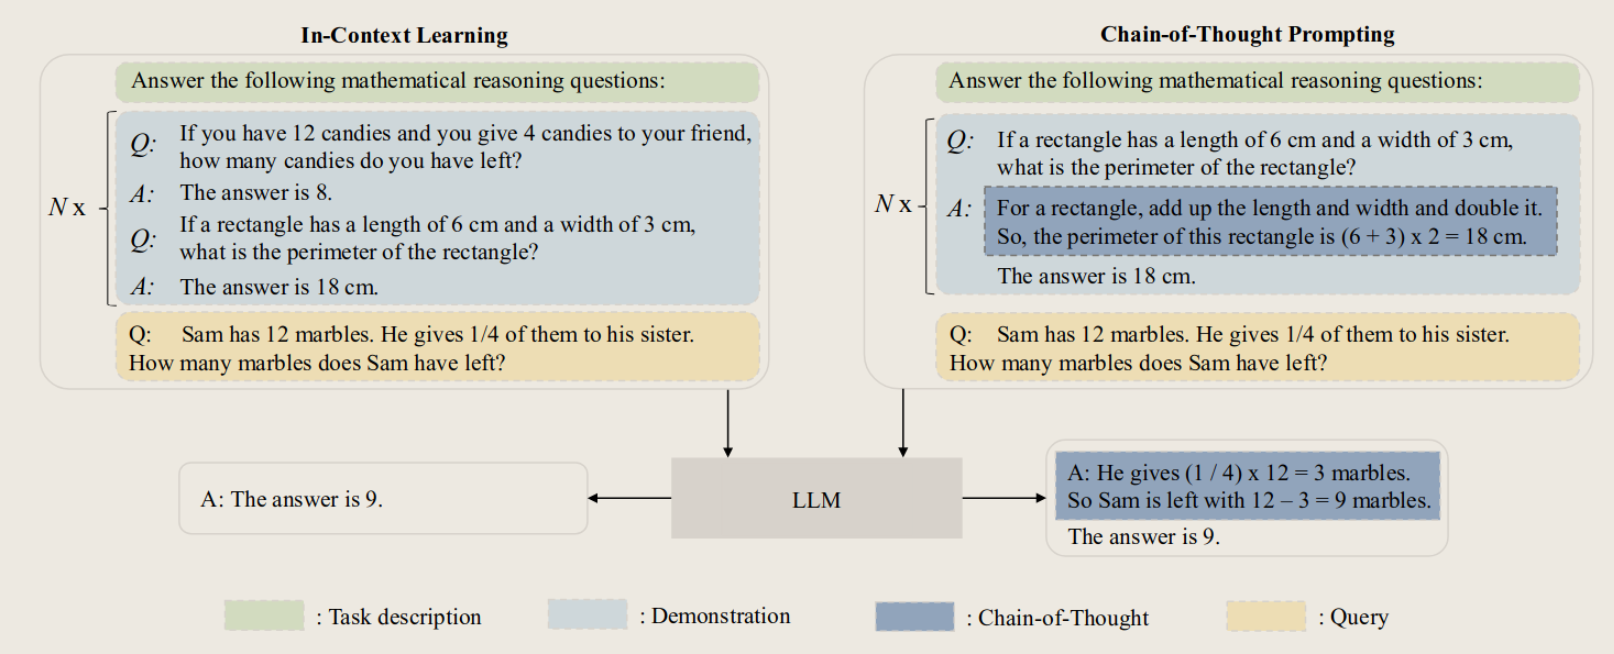 In-Context Learning
Answer the following mathematical reasoning questions:
N x
Q: If you have 12 candies and you give 4 candies to your friend,
how many candies do you have left?
A: The answer is 8.
Q: If a rectangle has a length of 6 cm and a width of 3 cm,
what is the perimeter of the rectangle?
A: The answer is 18 cm.
Q: Sam has 12 marbles. He gives 1/4 of them to his sister.
How many marbles does Sam have left?
Chain-of-Thought Prompting
Answer the following mathematical reasoning questions:
N x
Q: If a rectangle has a length of 6 cm and a width of 3 cm,
what is the perimeter of the rectangle?
A: For a rectangle, add up the length and width and double it.
So, the perimeter of this rectangle is (6 + 3) x 2 = 18 cm.
The answer is 18 cm.
Q: Sam has 12 marbles. He gives 1/4 of them to his sister.
How many marbles does Sam have left?
A: The answer is 9.
LLM
A: He gives (1 / 4) x 12 = 3 marbles.
So Sam is left with 12 – 3 = 9 marbles.
The answer is 9.
: Task description
: Demonstration
: Chain-of-Thought
: Query